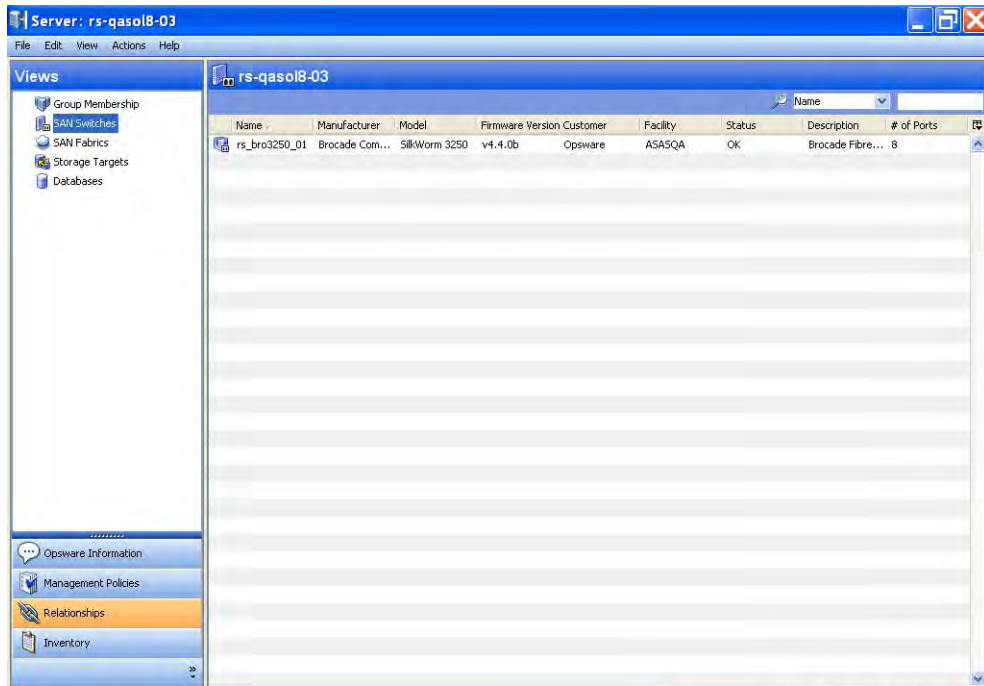 Server: rs-qasol8-03
File Edit View Actions Help
Views
Group Membership
SAN Switches
SAN Fabrics
Storage Targets
Databases
Opsware Information
Management Policies
Relationships
Inventory
rs-qasol8-03
Name
Name Manufacturer Model Firmware Version Customer Facility Status Description # of Ports
rs_bro3250_01 Brocade Com... SilkWorm 3250 v4.4.0b Opsware ASASQA OK Brocade Fibre... 8